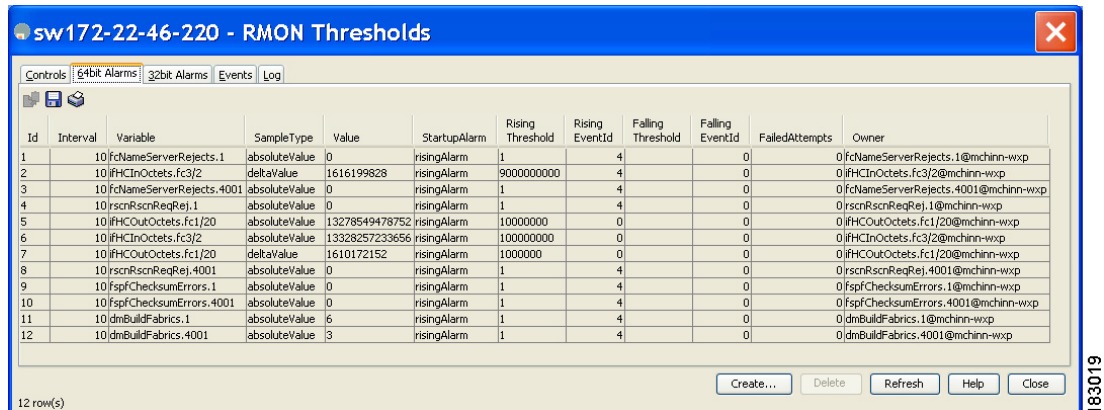 sw172-22-46-220 - RMON Thresholds
Controls 64bit Alarms 32bit Alarms Events Log
Id Interval Variable SampleType Value StartupAlarm Rising Threshold Rising EventId Falling Threshold Falling EventId FailedAttempts Owner
1 10 fcNameServerRejects.1 absoluteValue 0 risingAlarm 1 4 0 0 fcNameServerRejects.1@mchinn-wxp
2 10 ifHCInOctets.fc3/2 deltaValue 1616199828 risingAlarm 9000000000 4 0 0 ifHCInOctets.fc3/2@mchinn-wxp
3 10 fcNameServerRejects.4001 absoluteValue 0 risingAlarm 1 4 0 0 fcNameServerRejects.4001@mchinn-wxp
4 10 rscnRscnReqRej.1 absoluteValue 0 risingAlarm 1 4 0 0 rscnRscnReqRej.1@mchinn-wxp
5 10 ifHCOutOctets.fc1/20 absoluteValue 13278549478752 risingAlarm 10000000 0 0 0 ifHCOutOctets.fc1/20@mchinn-wxp
6 10 ifHCInOctets.fc3/2 absoluteValue 13328257233656 risingAlarm 100000000 0 0 0 ifHCInOctets.fc3/2@mchinn-wxp
7 10 ifHCOutOctets.fc1/20 deltaValue 1610172152 risingAlarm 1000000 0 0 0 ifHCOutOctets.fc1/20@mchinn-wxp
8 10 rscnRscnReqRej.4001 absoluteValue 0 risingAlarm 1 4 0 0 rscnRscnReqRej.4001@mchinn-wxp
9 10 fspfChecksumErrors.1 absoluteValue 0 risingAlarm 1 4 0 0 fspfChecksumErrors.1@mchinn-wxp
10 10 fspfChecksumErrors.4001 absoluteValue 0 risingAlarm 1 4 0 0 fspfChecksumErrors.4001@mchinn-wxp
11 10 dmBuildFabrics.1 absoluteValue 6 risingAlarm 1 4 0 0 dmBuildFabrics.1@mchinn-wxp
12 10 dmBuildFabrics.4001 absoluteValue 3 risingAlarm 1 4 0 0 dmBuildFabrics.4001@mchinn-wxp
Create... Delete Refresh Help Close
12 row(s)
183019